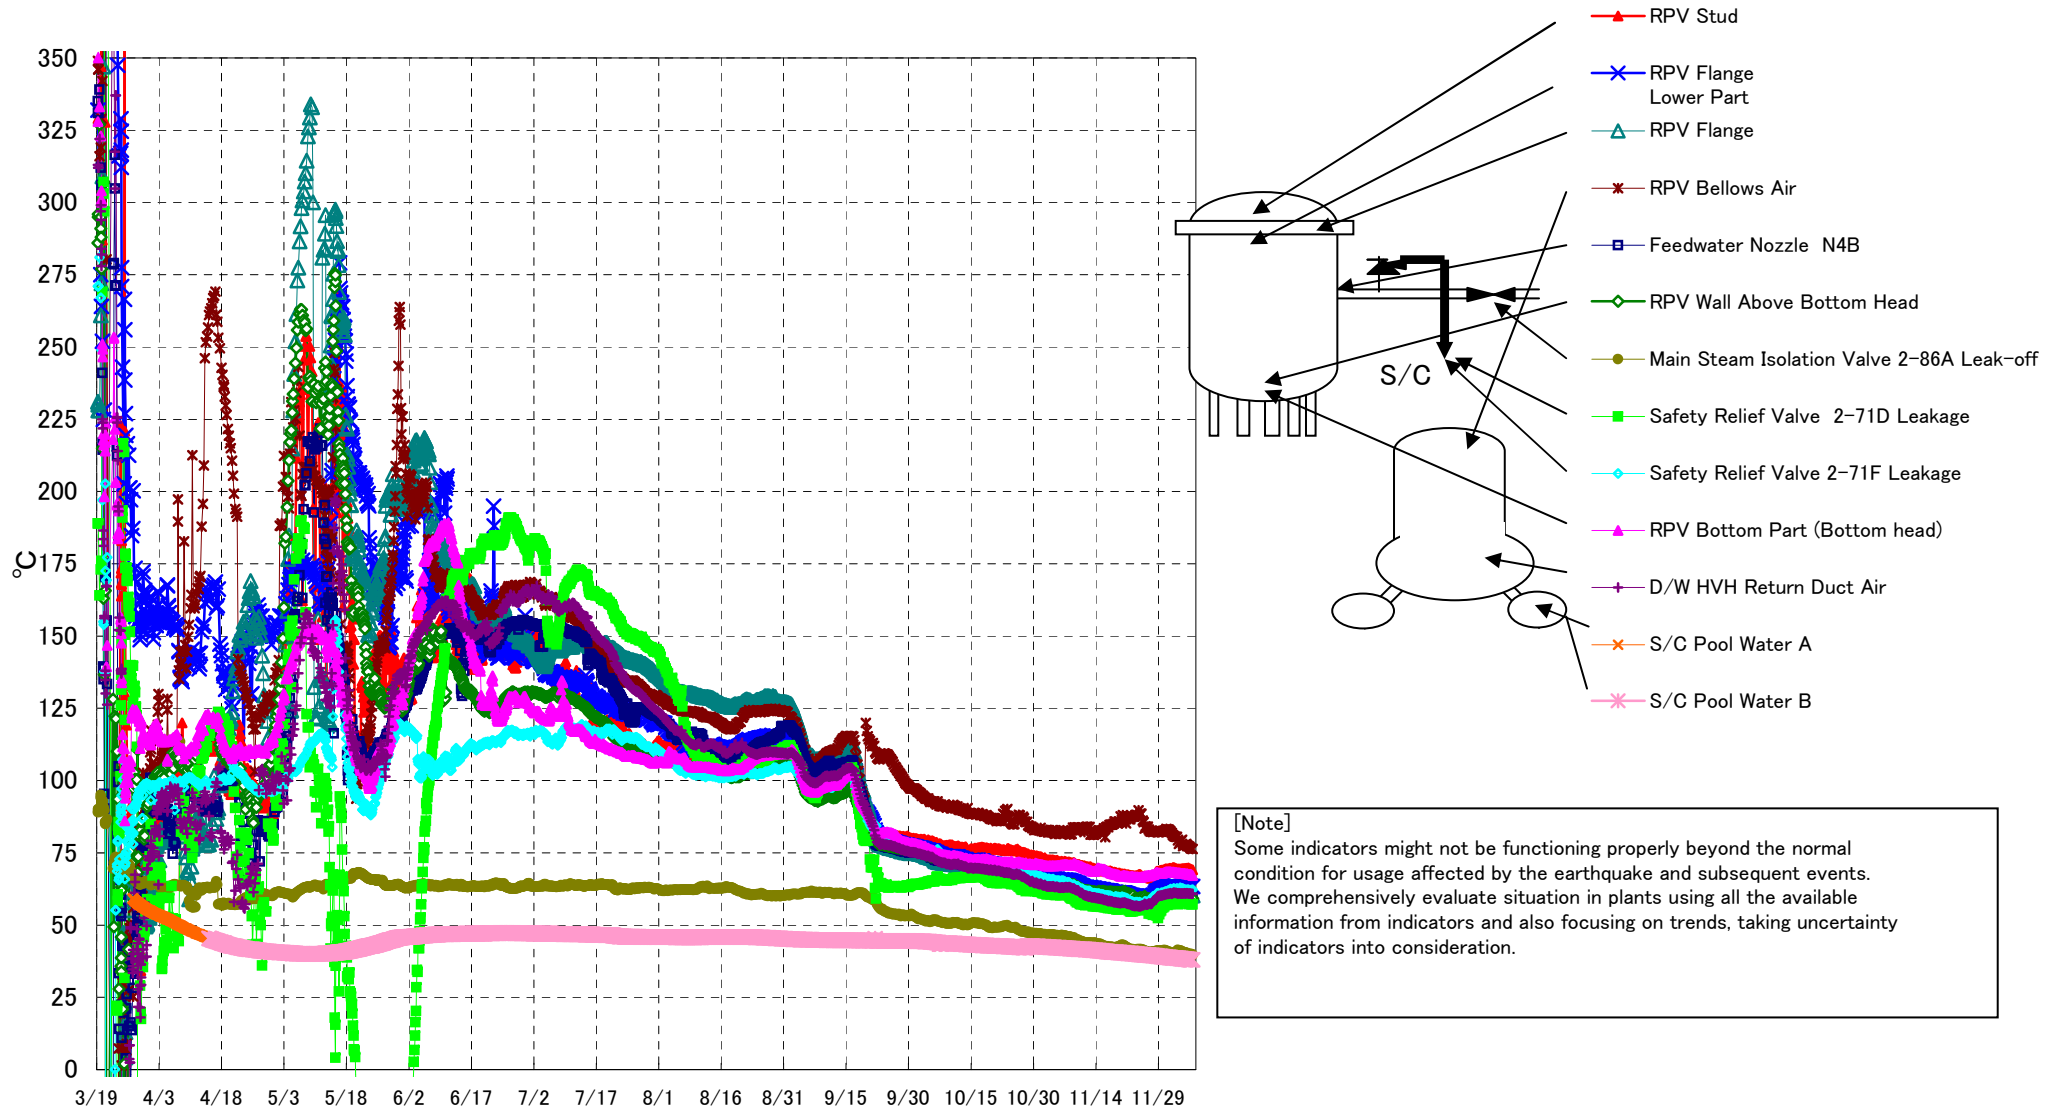 350
325
300
275
250
225
200
175
150
125
100
75
50
25
0
℃
3/19 4/3 4/18 5/3 5/18 6/2 6/17 7/2 7/17 8/1 8/16 8/31 9/15 9/30 10/15 10/30 11/14 11/29
RPV Stud
RPV Flange
Lower Part
RPV Flange
RPV Bellows Air
Feedwater Nozzle N4B
RPV Wall Above Bottom Head
Main Steam Isolation Valve 2-86A Leak-off
Safety Relief Valve 2-71D Leakage
Safety Relief Valve 2-71F Leakage
RPV Bottom Part (Bottom head)
D/W HVH Return Duct Air
S/C Pool Water A
S/C Pool Water B
S/C
[Note]
Some indicators might not be functioning properly beyond the normal
condition for usage affected by the earthquake and subsequent events.
We comprehensively evaluate situation in plants using all the available
information from indicators and also focusing on trends, taking uncertainty
of indicators into consideration.